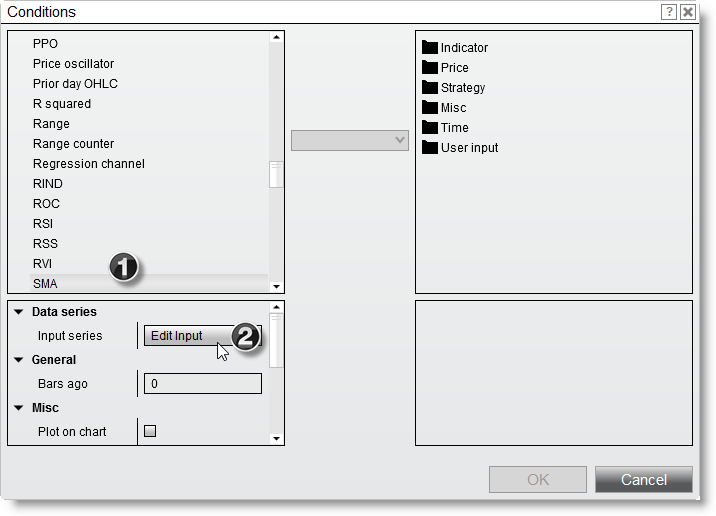 Conditions
PPO
Price oscillator
Prior day OHLC
R squared
Range
Range counter
Regression channel
RIND
ROC
RSI
RSS
RVI
1
SMA
Indicator
Price
Strategy
Misc
Time
User input
Data series
Input series
Edit Input
2
General
Bars ago
0
Misc
Plot on chart
OK
Cancel